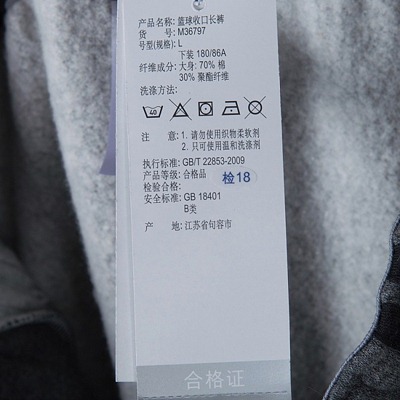 产品名称: 篮球收口长裤
货 号: M36797
号型(规格): L
下装 180/86A
纤维成分: 大身: 70% 棉
30% 聚酯纤维
洗涤方法:
40
注 意: 1. 请勿使用织物柔软剂
2. 只可使用温和洗涤剂
执行标准: GB/T 22853-2009
产品等级: 合格品
检验合格: 检18
安全标准: GB 18401
B类
产 地: 江苏省句容市
合格证